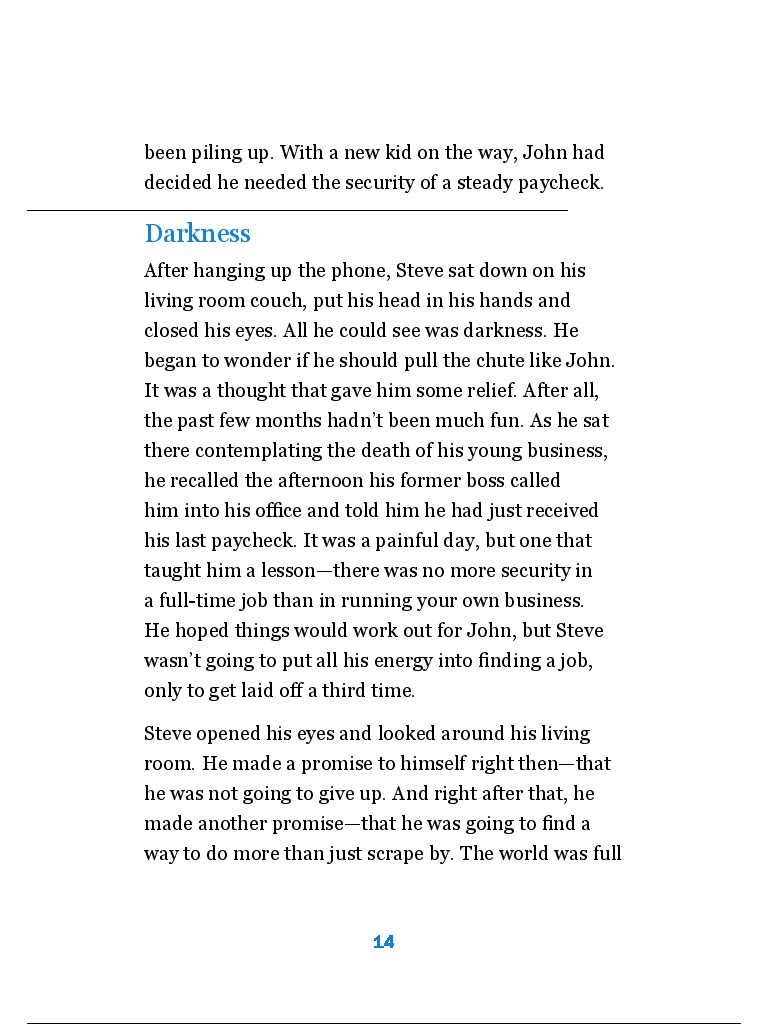 been piling up. With a new kid on the way, John had
decided he needed the security of a steady paycheck.
Darkness
After hanging up the phone, Steve sat down on his
living room couch, put his head in his hands and
closed his eyes. All he could see was darkness. He
began to wonder if he should pull the chute like John.
It was a thought that gave him some relief. After all,
the past few months hadn’t been much fun. As he sat
there contemplating the death of his young business,
he recalled the afternoon his former boss called
him into his office and told him he had just received
his last paycheck. It was a painful day, but one that
taught him a lesson—there was no more security in
a full-time job than in running your own business.
He hoped things would work out for John, but Steve
wasn’t going to put all his energy into finding a job,
only to get laid off a third time.
Steve opened his eyes and looked around his living
room. He made a promise to himself right then—that
he was not going to give up. And right after that, he
made another promise—that he was going to find a
way to do more than just scrape by. The world was full
14